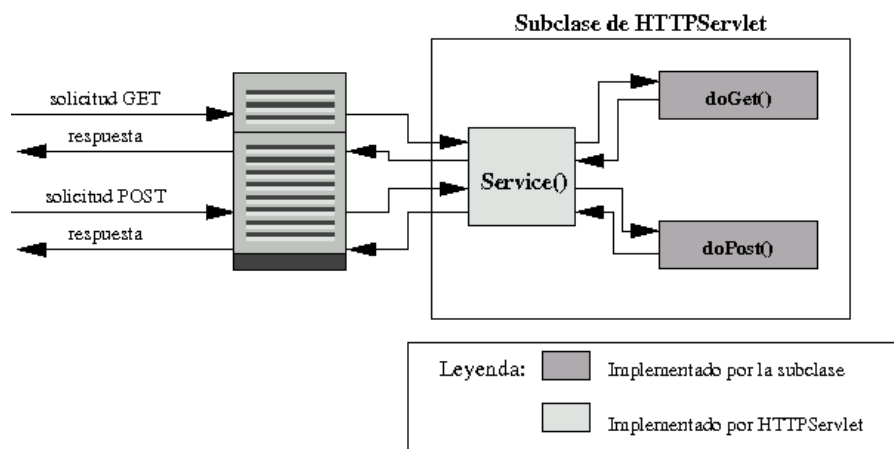 Subclase de HTTPServlet
solicitud GET
respuesta
solicitud POST
respuesta
Service()
doGet()
doPost()
Leyenda:
Implementado por la subclase
Implementado por HTTPServlet